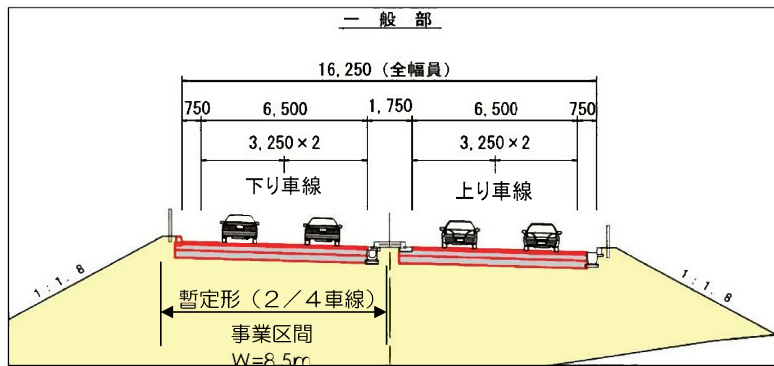 一般部
16,250（全幅員）
750 6,500 1,750 6,500 750
3,250×2 3,250×2
下り車線 上り車線
1:1.8 1:1.8
暫定形（2／4車線）
事業区間
W=8.5m